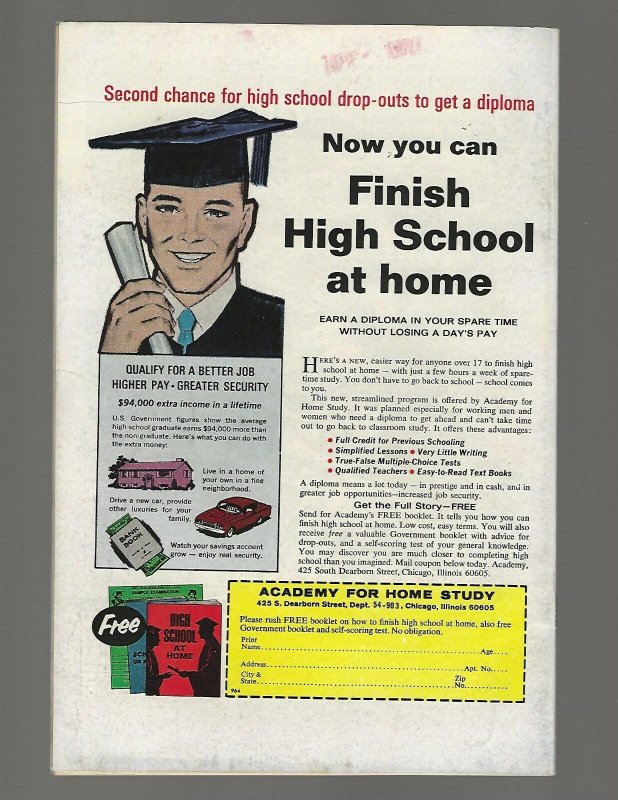 Second chance for high school drop-outs to get a diploma
Now you can
Finish
High School
at home
EARN A DIPLOMA IN YOUR SPARE TIME
WITHOUT LOSING A DAY'S PAY
QUALIFY FOR A BETTER JOB
HIGHER PAY • GREATER SECURITY
$94,000 extra income in a lifetime
U.S. Government figures show the average
high school graduate earns $94,000 more than
the non-graduate. Here's what you can do with
the extra money:
Live in a home of
your own in a fine
neighborhood.
Drive a new car, provide
other luxuries for your
family.
BANK
BOOK
Watch your savings account
grow — enjoy real security.
HERE'S A NEW, easier way for anyone over 17 to finish high
school at home — with just a few hours a week of spare-
time study. You don't have to go back to school — school comes
to you.
This new, streamlined program is offered by Academy for
Home Study. It was planned especially for working men and
women who need a diploma to get ahead and can't take time
out to go back to classroom study. It offers these advantages:
• Full Credit for Previous Schooling
• Simplified Lessons • Very Little Writing
• True-False Multiple-Choice Tests
• Qualified Teachers • Easy-to-Read Text Books
A diploma means a lot today — in prestige and in cash, and in
greater job opportunities—increased job security.
Get the Full Story—FREE
Send for Academy's FREE booklet. It tells you how you can
finish high school at home. Low cost, easy terms. You will also
receive free a valuable Government booklet with advice for
drop-outs, and a self-scoring test of your general knowledge.
You may discover you are much closer to completing high
school than you imagined. Mail coupon below today. Academy,
425 South Dearborn Street, Chicago, Illinois 60605.
Free
SAMPLE EXAMINATION
HIGH
SCHOOL
AT
HOME
ACADEMY FOR HOME STUDY
425 S. Dearborn Street, Dept. 54-903, Chicago, Illinois 60605
Please rush FREE booklet on how to finish high school at home, also free
Government booklet and self-scoring test. No obligation.
Print
Name Age
Address Apt. No.
City & Zip
State No.
964